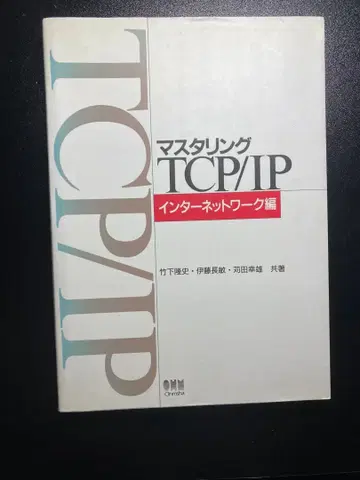 TCP/IP
マスタリング
TCP/IP
インターネットワーク編
竹下隆史・伊藤長敏・苅田幸雄 共著
OHM
Ohmsha